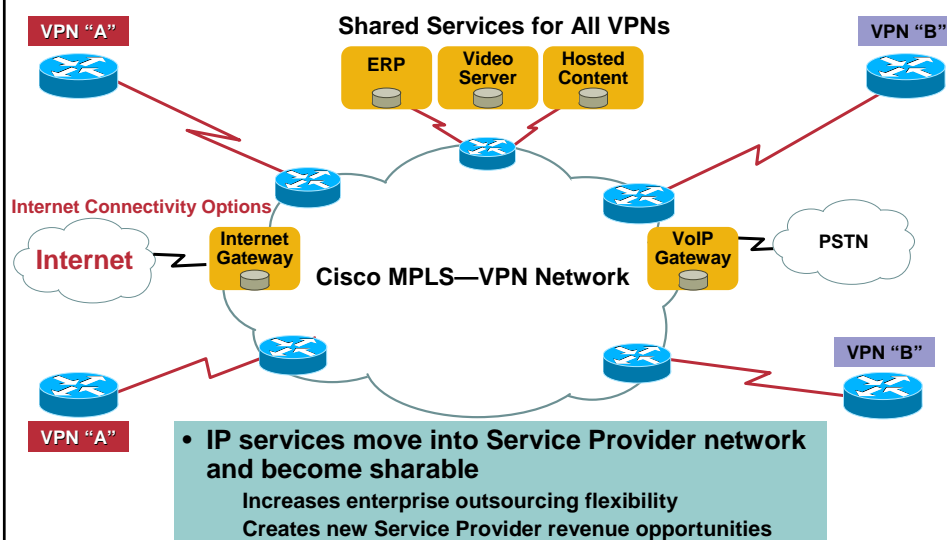 Shared Services for All VPNs
VPN “A”
VPN “B”
ERP
Video
Server
Hosted
Content
Internet Connectivity Options
Internet
Internet
Gateway
Cisco MPLS—VPN Network
VoIP
Gateway
PSTN
VPN “B”
VPN “A”
• IP services move into Service Provider network
and become sharable
Increases enterprise outsourcing flexibility
Creates new Service Provider revenue opportunities